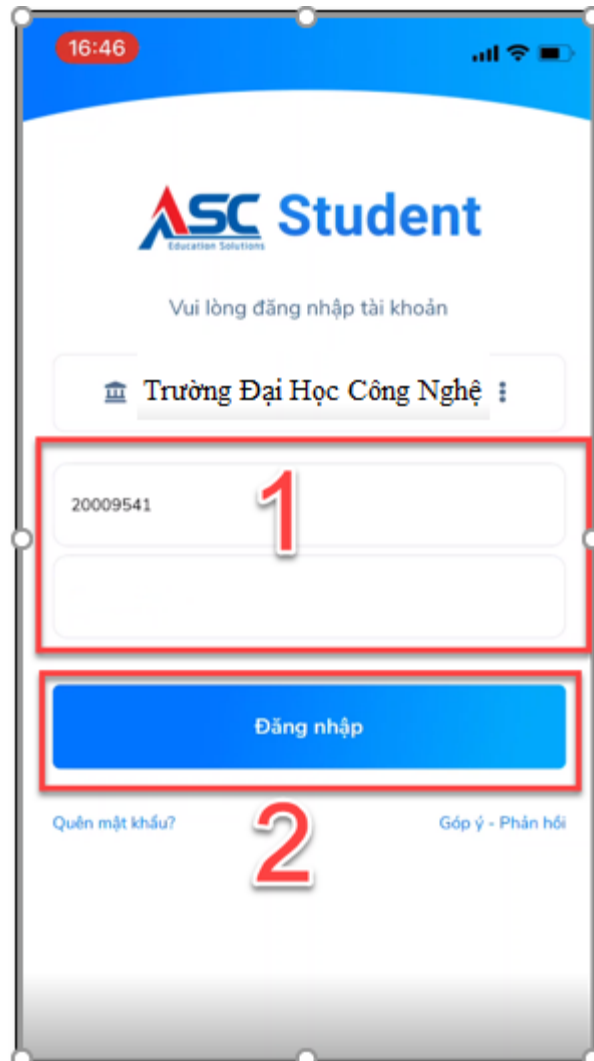 16:46
ASC Student
Education Solutions
Vui lòng đăng nhập tài khoản
Trường Đại Học Công Nghệ
1
20009541
Đăng nhập
Quên mật khẩu?
Góp ý - Phản hồi
2